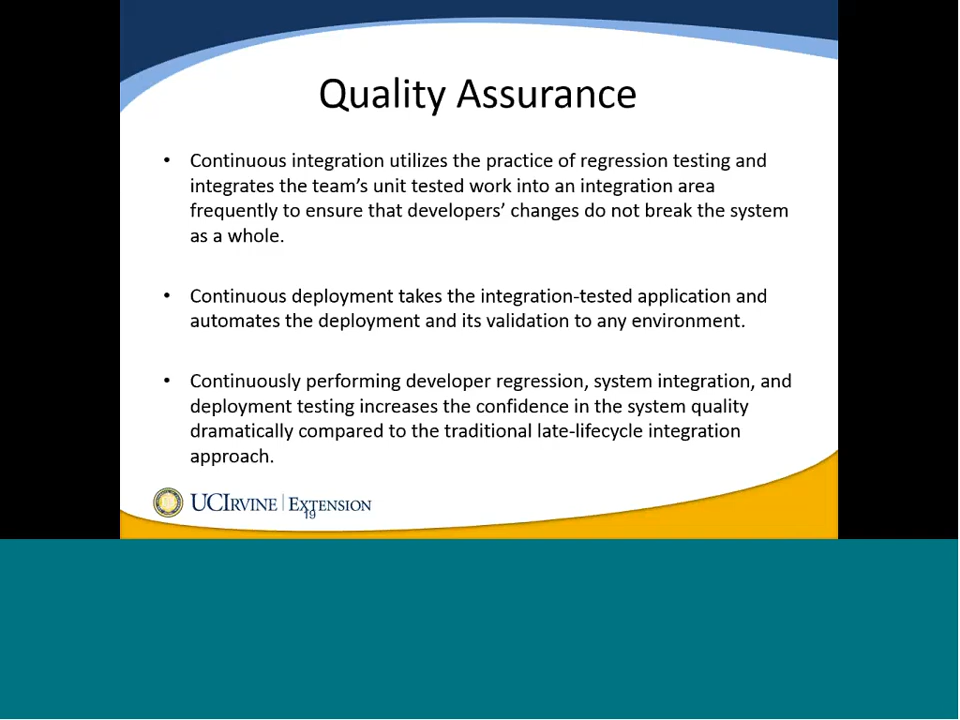 Quality Assurance
• Continuous integration utilizes the practice of regression testing and
integrates the team’s unit tested work into an integration area
frequently to ensure that developers’ changes do not break the system
as a whole.
• Continuous deployment takes the integration-tested application and
automates the deployment and its validation to any environment.
• Continuously performing developer regression, system integration, and
deployment testing increases the confidence in the system quality
dramatically compared to the traditional late-lifecycle integration
approach.
UCIRVINE | EXTENSION
19